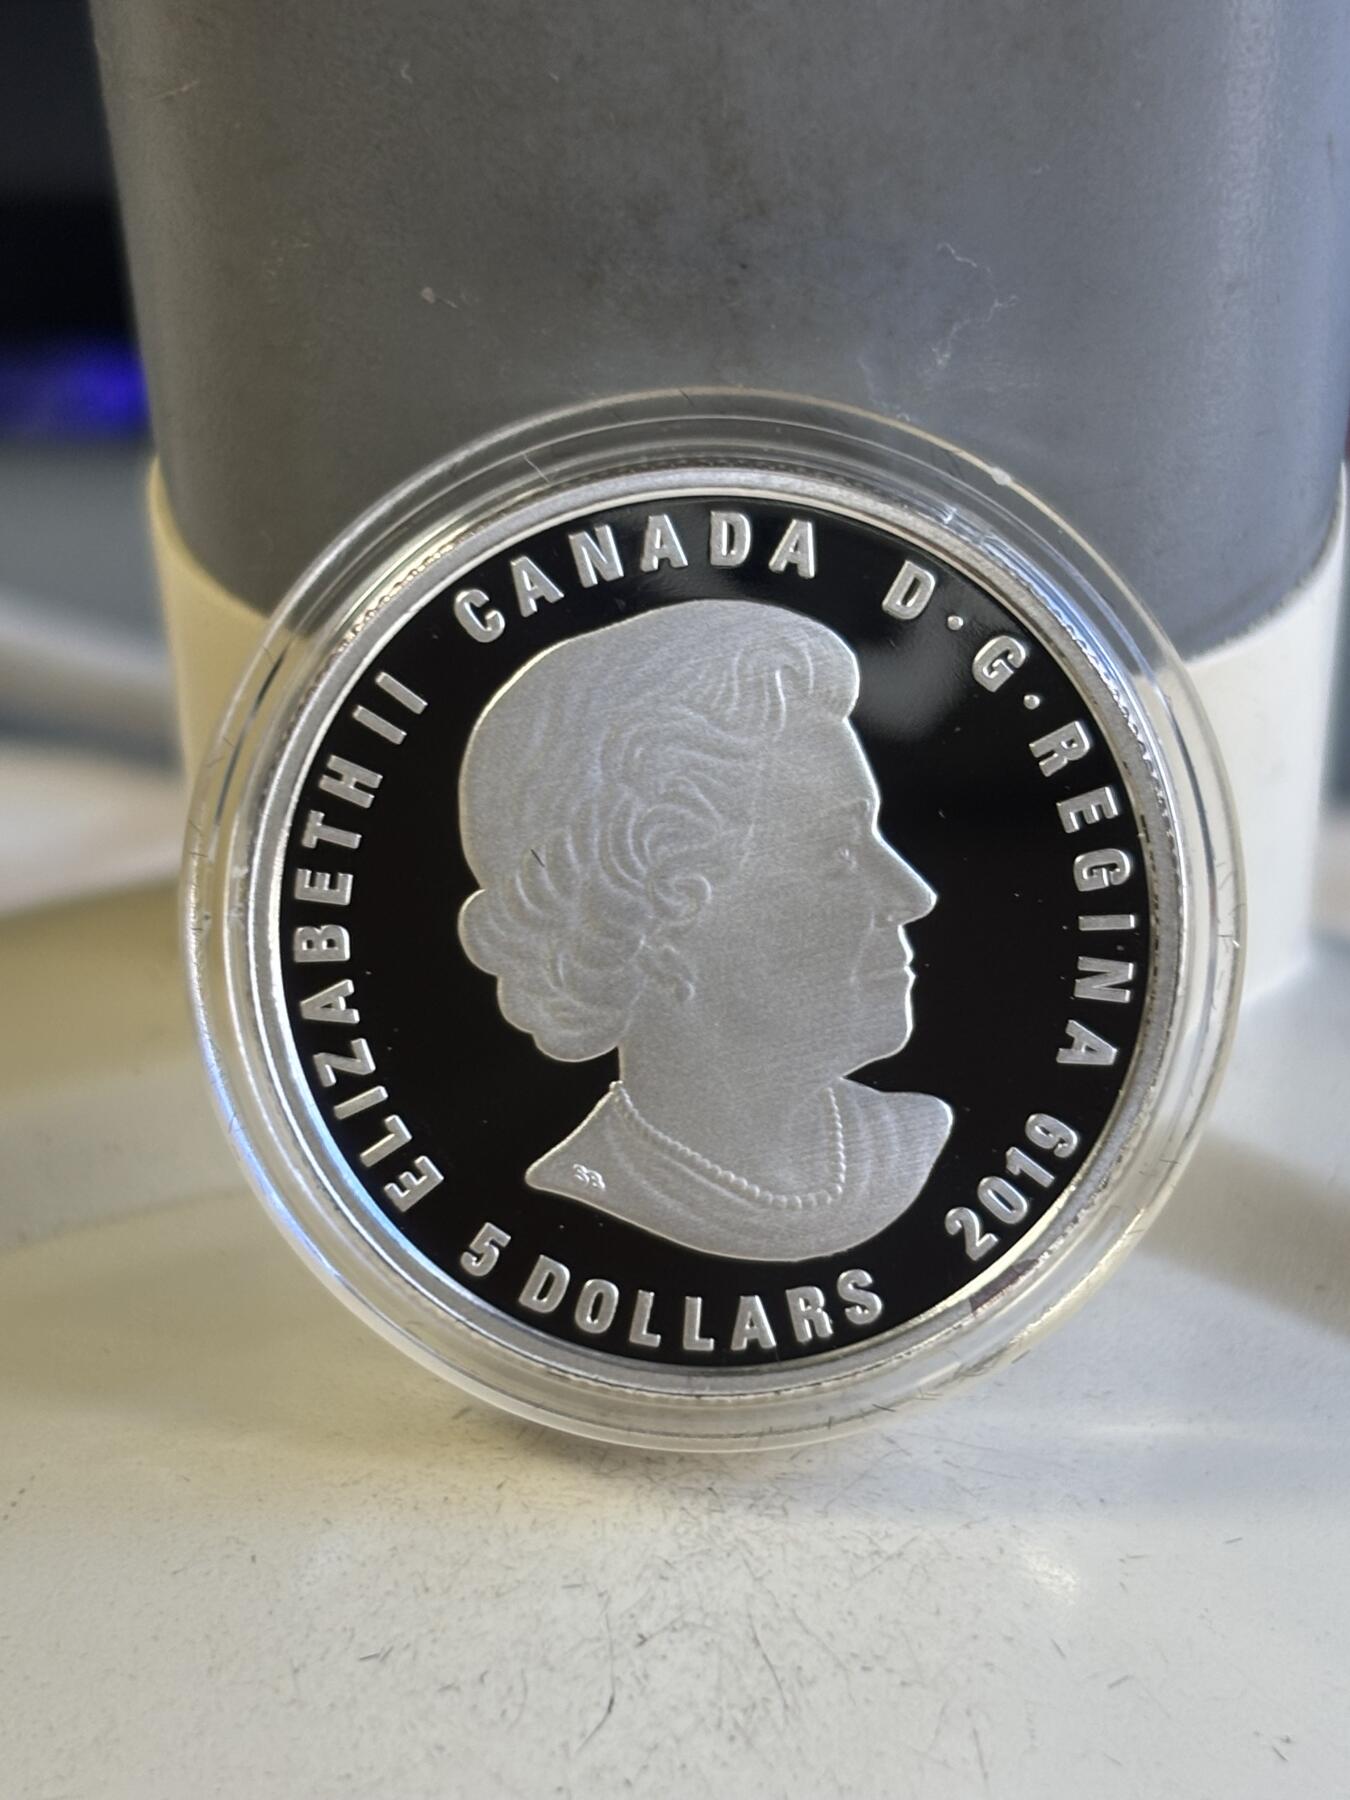 ELIZABETH II CANADA D·G·REGINA 2019
5 DOLLARS
SB